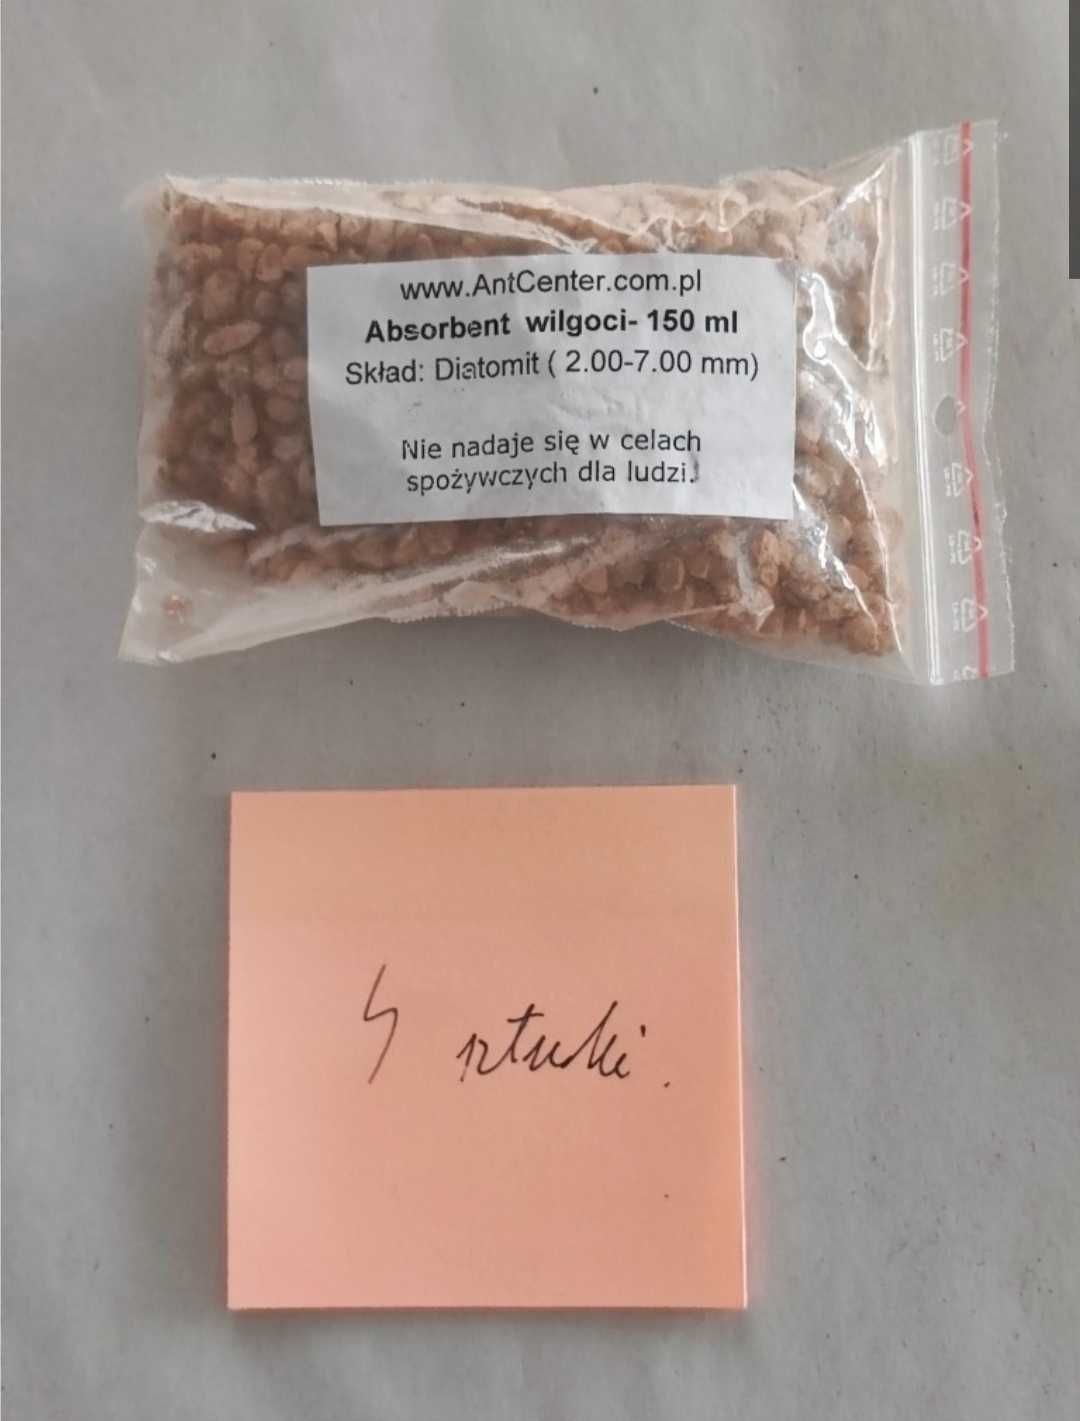 www.AntCenter.com.pl
Absorbent wilgoci- 150 ml
Skład: Diatomit ( 2.00-7.00 mm)
Nie nadaje się w celach
spożywczych dla ludzi.!
4 sztuki.